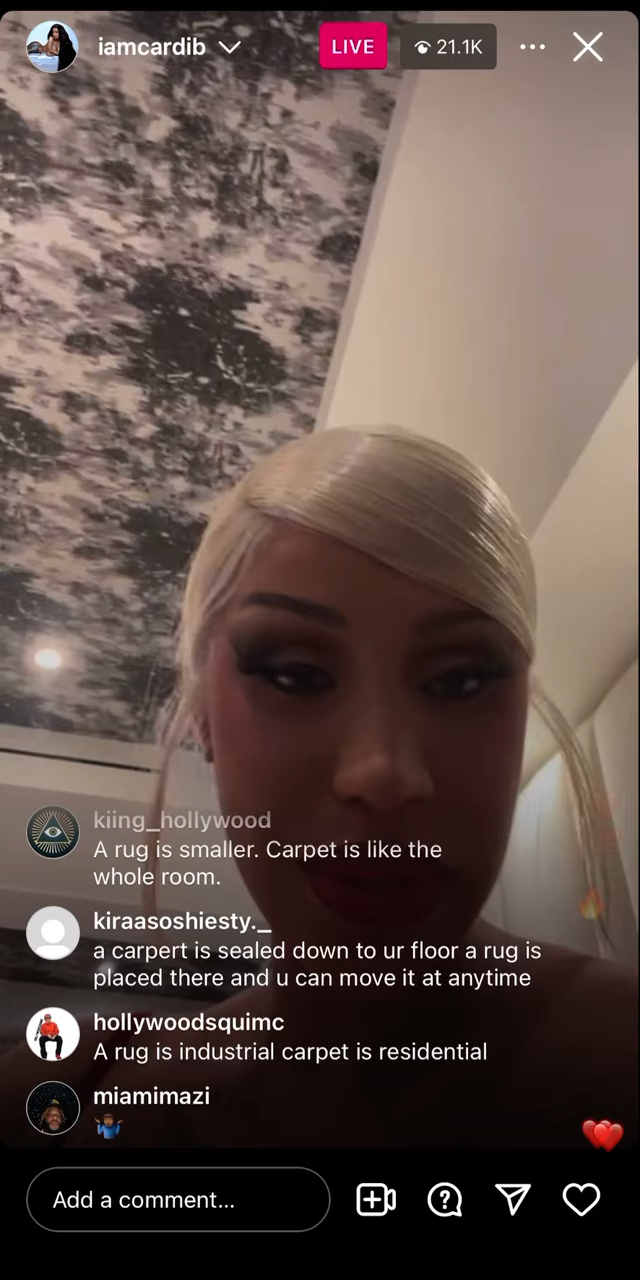 iamcardib
LIVE
21.1K
kiing_hollywood
A rug is smaller. Carpet is like the
whole room.
kiraasoshiesty._
a carpert is sealed down to ur floor a rug is
placed there and u can move it at anytime
hollywoodsquimc
A rug is industrial carpet is residential
miamimazi
🤷🏾‍♂️
Add a comment...